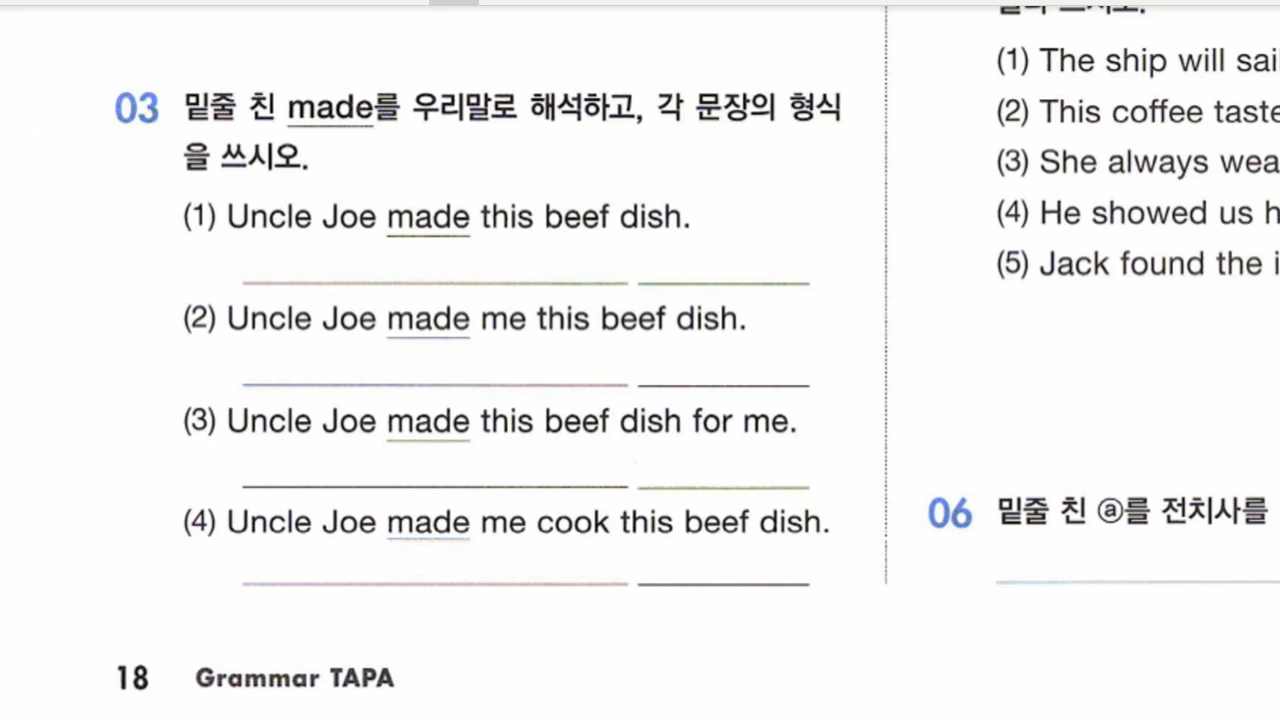 03 밑줄 친 made를 우리말로 해석하고, 각 문장의 형식
을 쓰시오.
(1) Uncle Joe made this beef dish.
(2) Uncle Joe made me this beef dish.
(3) Uncle Joe made this beef dish for me.
(4) Uncle Joe made me cook this beef dish.
18 Grammar TAPA
(1) The ship will
(2) This coffee
(3) She always
(4) He showed us
(5) Jack found the
06 밑줄 친 ⓐ를 전치사를